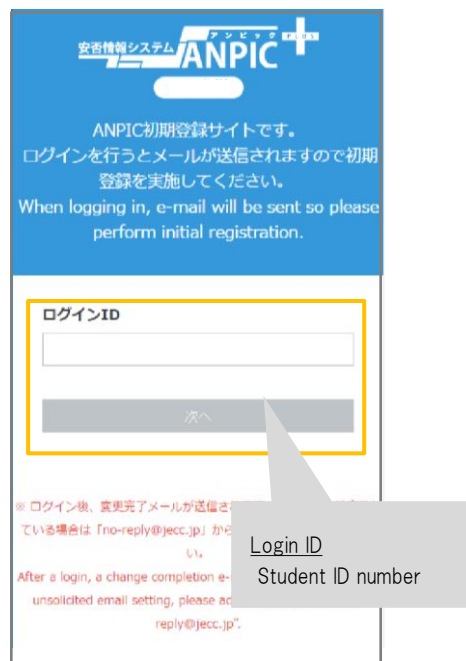 安否情報システム アンピック PLUS
ANPIC
ANPIC初期登録サイトです。
ログインを行うとメールが送信されますので初期
登録を実施してください。
When logging in, e-mail will be sent so please
perform initial registration.
ログインID
次へ
※ ログイン後、変更完了メールが送信さ
ている場合は「no-reply@jecc.jp」から
い。
After a login, a change completion e-
unsolicited email setting, please ad
reply@jecc.jp".
Login ID
Student ID number